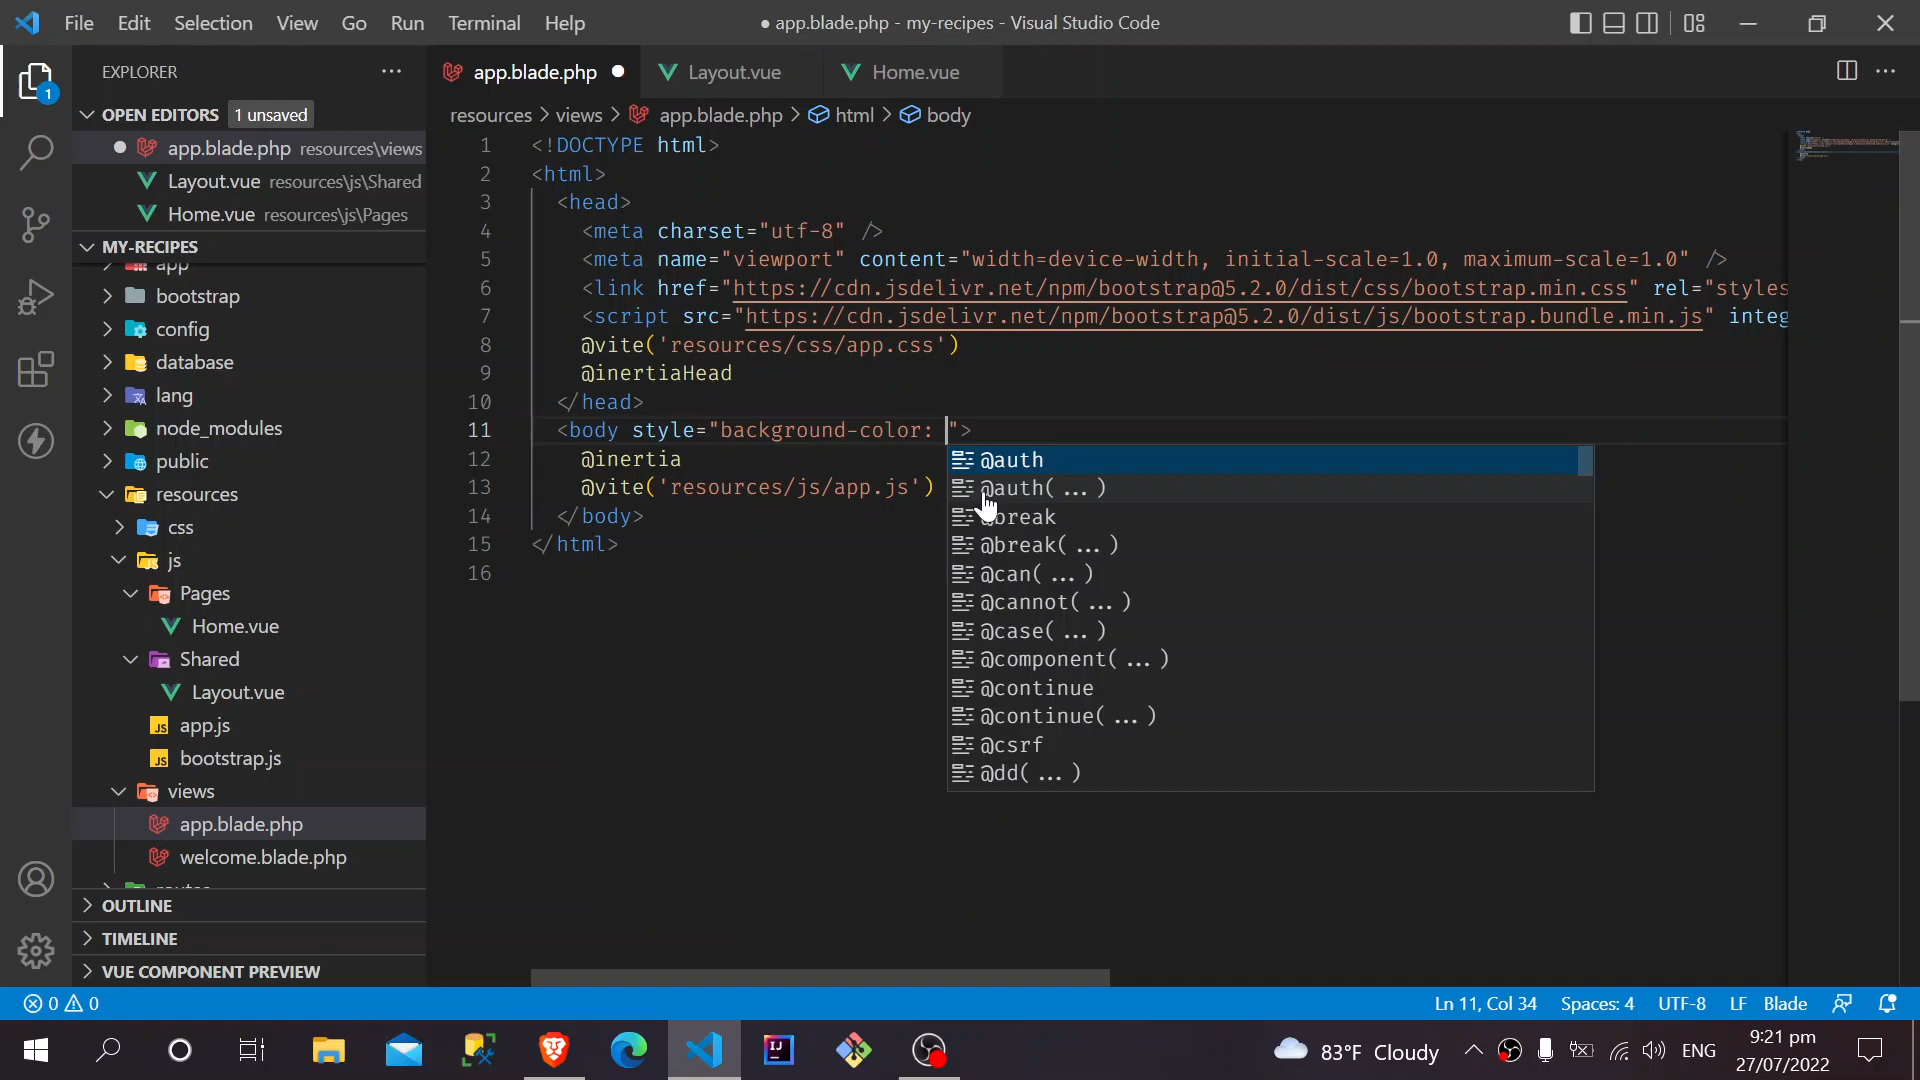 File Edit Selection View Go Run Terminal Help
● app.blade.php - my-recipes - Visual Studio Code
EXPLORER
OPEN EDITORS 1 unsaved
app.blade.php resources\views
Layout.vue resources\js\Shared
Home.vue resources\js\Pages
MY-RECIPES
app
bootstrap
config
database
lang
node_modules
public
resources
css
js
Pages
Home.vue
Shared
Layout.vue
app.js
bootstrap.js
views
app.blade.php
welcome.blade.php
OUTLINE
TIMELINE
VUE COMPONENT PREVIEW
1
app.blade.php Layout.vue Home.vue
resources > views > app.blade.php > html > body
1 <!DOCTYPE html>
2 <html>
3 <head>
4 <meta charset="utf-8" />
5 <meta name="viewport" content="width=device-width, initial-scale=1.0, maximum-scale=1.0" />
6 <link href="https://cdn.jsdelivr.net/npm/bootstrap@5.2.0/dist/css/bootstrap.min.css" rel="styles
7 <script src="https://cdn.jsdelivr.net/npm/bootstrap@5.2.0/dist/js/bootstrap.bundle.min.js" integ
8 @vite('resources/css/app.css')
9 @inertiaHead
10 </head>
11 <body style="background-color: ">
12 @inertia
13 @vite('resources/js/app.js')
14 </body>
15 </html>
16
@auth
@auth( ... )
@break
@break( ... )
@can( ... )
@cannot( ... )
@case( ... )
@component( ... )
@continue
@continue( ... )
@csrf
@dd( ... )
0 0
Ln 11, Col 34 Spaces: 4 UTF-8 LF Blade
83°F Cloudy ENG
9:21 pm
27/07/2022